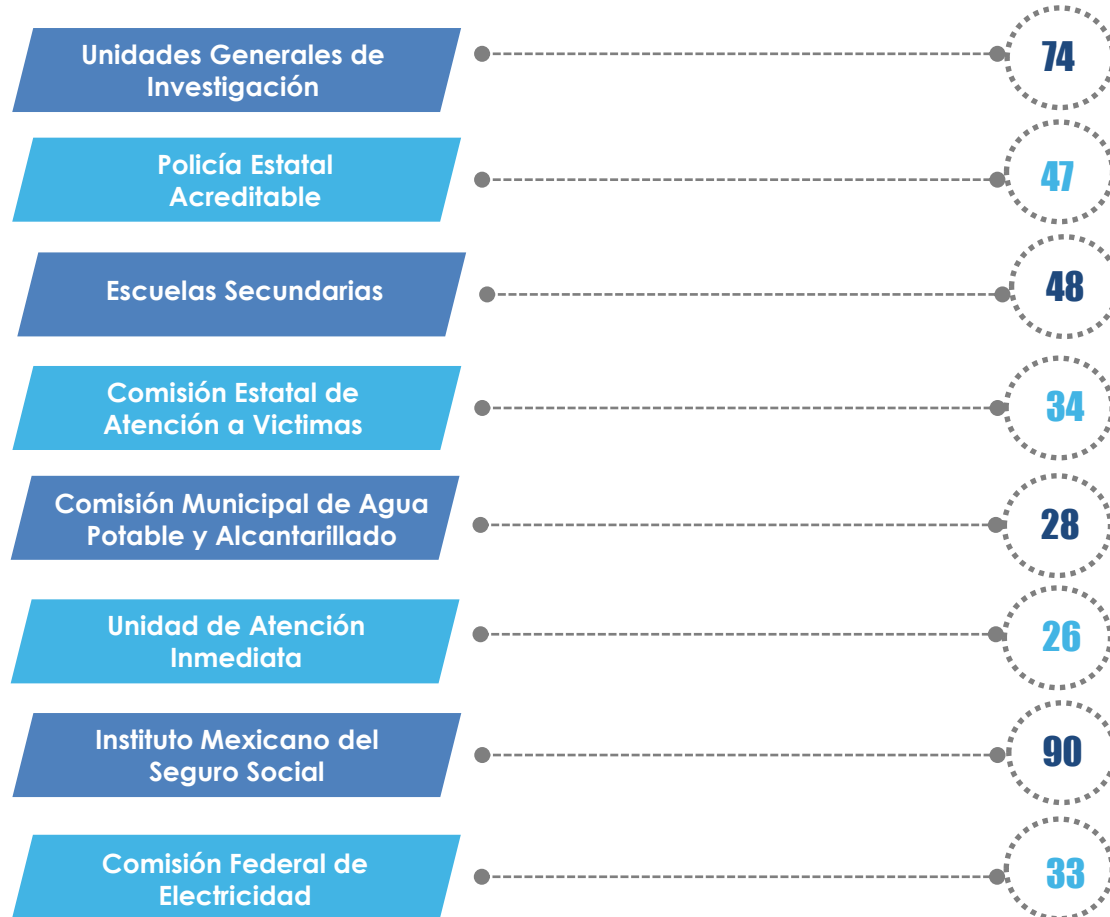 Unidades Generales de
Investigación
74
Policía Estatal
Acreditable
47
Escuelas Secundarias
48
Comisión Estatal de
Atención a Victimas
34
Comisión Municipal de Agua
Potable y Alcantarillado
28
Unidad de Atención
Inmediata
26
Instituto Mexicano del
Seguro Social
90
Comisión Federal de
Electricidad
33